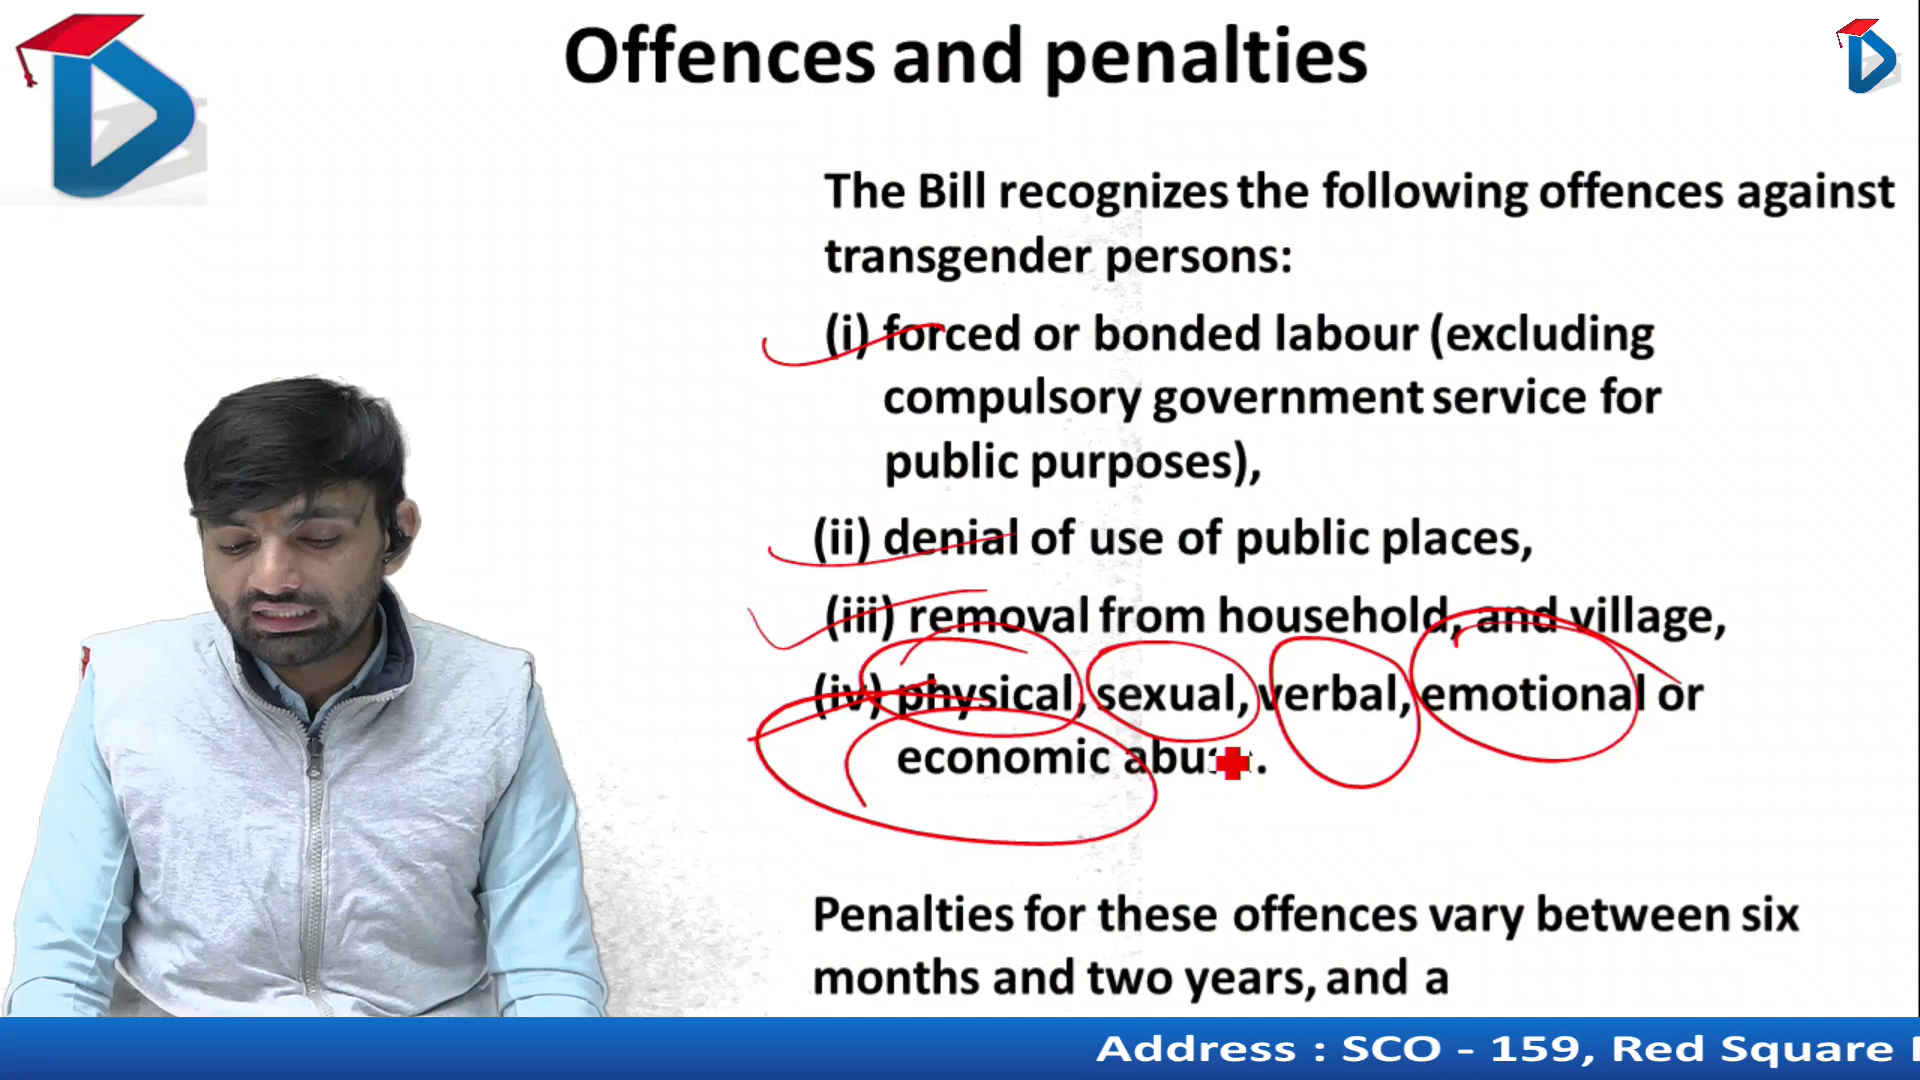 Offences and penalties
The Bill recognizes the following offences against
transgender persons:
(i) forced or bonded labour (excluding
compulsory government service for
public purposes),
(ii) denial of use of public places,
(iii) removal from household, and village,
(iv) physical, sexual, verbal, emotional or
economic abuse.
Penalties for these offences vary between six
months and two years, and a
Address : SCO - 159, Red Square